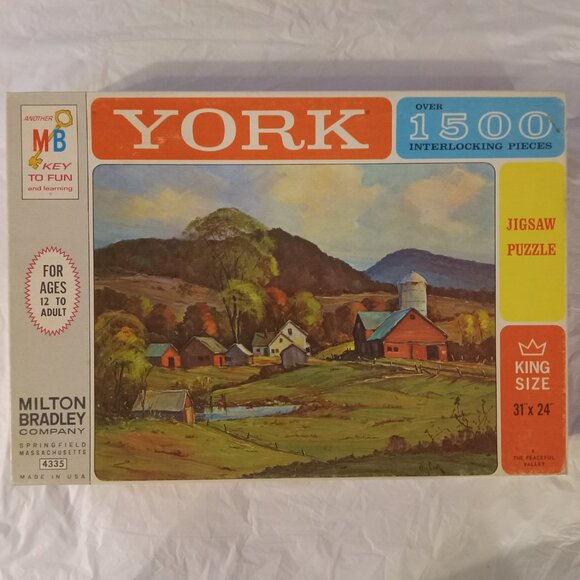 ANOTHER
MB
KEY
TO FUN
and learning
YORK
OVER
1500
INTERLOCKING PIECES
JIGSAW
PUZZLE
FOR
AGES
12 TO
ADULT
KING
SIZE
31" x 24"
MILTON
BRADLEY
COMPANY
SPRINGFIELD
MASSACHUSETTS
4335
MADE IN USA
THE PEACEFUL
VALLEY